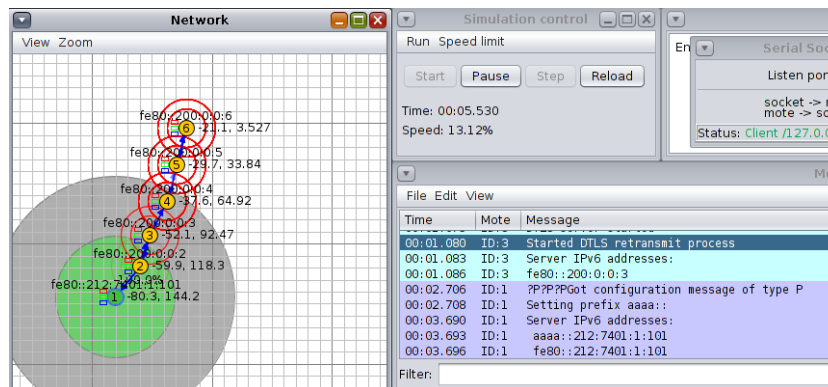 Network
View Zoom
fe80::200:0:0:6
6 -21.1, 3.527
fe80::200:0:0:5
5 -29.7, 33.84
fe80::200:0:0:4
4 -37.6, 64.92
fe80::200:0:0:3
3 -52.1, 92.47
fe80::200:0:0:2
2 -59.9, 118.3
fe80::212:7401:1:101
1 -80.3, 144.2
Simulation control
Run Speed limit
Start Pause Step Reload
Time: 00:05.530
Speed: 13.12%
Serial Soc
Listen por
socket ->
mote -> so
Status: Client /127.0.0
File Edit View
Time Mote Message
00:01.080 ID:3 Started DTLS retransmit process
00:01.083 ID:3 Server IPv6 addresses:
00:01.086 ID:3 fe80::200:0:0:3
00:02.706 ID:1 ?P?P?PGot configuration message of type P
00:02.708 ID:1 Setting prefix aaaa::
00:03.690 ID:1 Server IPv6 addresses:
00:03.693 ID:1 aaaa::212:7401:1:101
00:03.696 ID:1 fe80::212:7401:1:101
Filter: